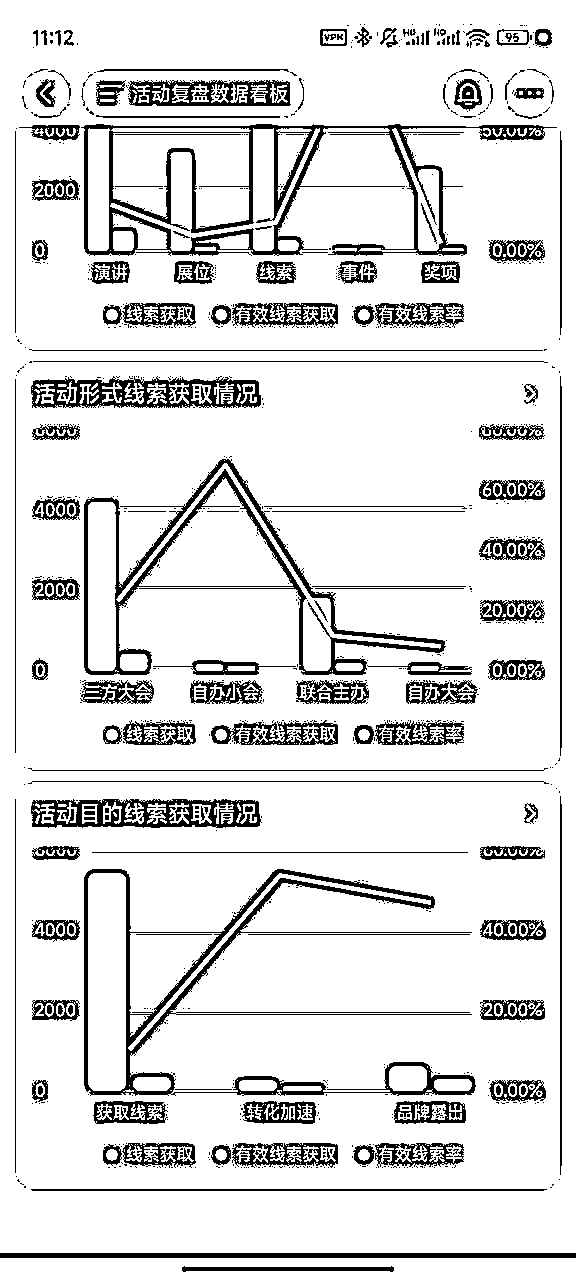 11:12
VPN HD HD 95
活动复盘数据看板
4000 50.00%
2000
0 0.00%
演讲 展位 线索 事件 奖项
线索获取 有效线索获取 有效线索率
活动形式线索获取情况
60.00%
4000
40.00%
2000
20.00%
0 0.00%
三方大会 自办小会 联合主办 自办大会
线索获取 有效线索获取 有效线索率
活动目的线索获取情况
6000 60.00%
4000 40.00%
2000 20.00%
0 0.00%
获取线索 转化加速 品牌露出
线索获取 有效线索获取 有效线索率